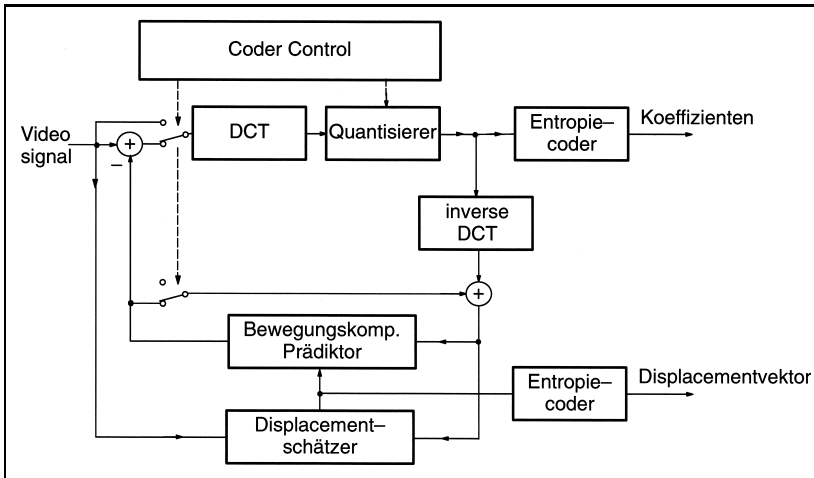 Coder Control
Video
signal
+
–
DCT
Quantisierer
Entropie–
coder
Koeffizienten
inverse
DCT
+
Bewegungskomp.
Prädiktor
Entropie–
coder
Displacementvektor
Displacement–
schätzer